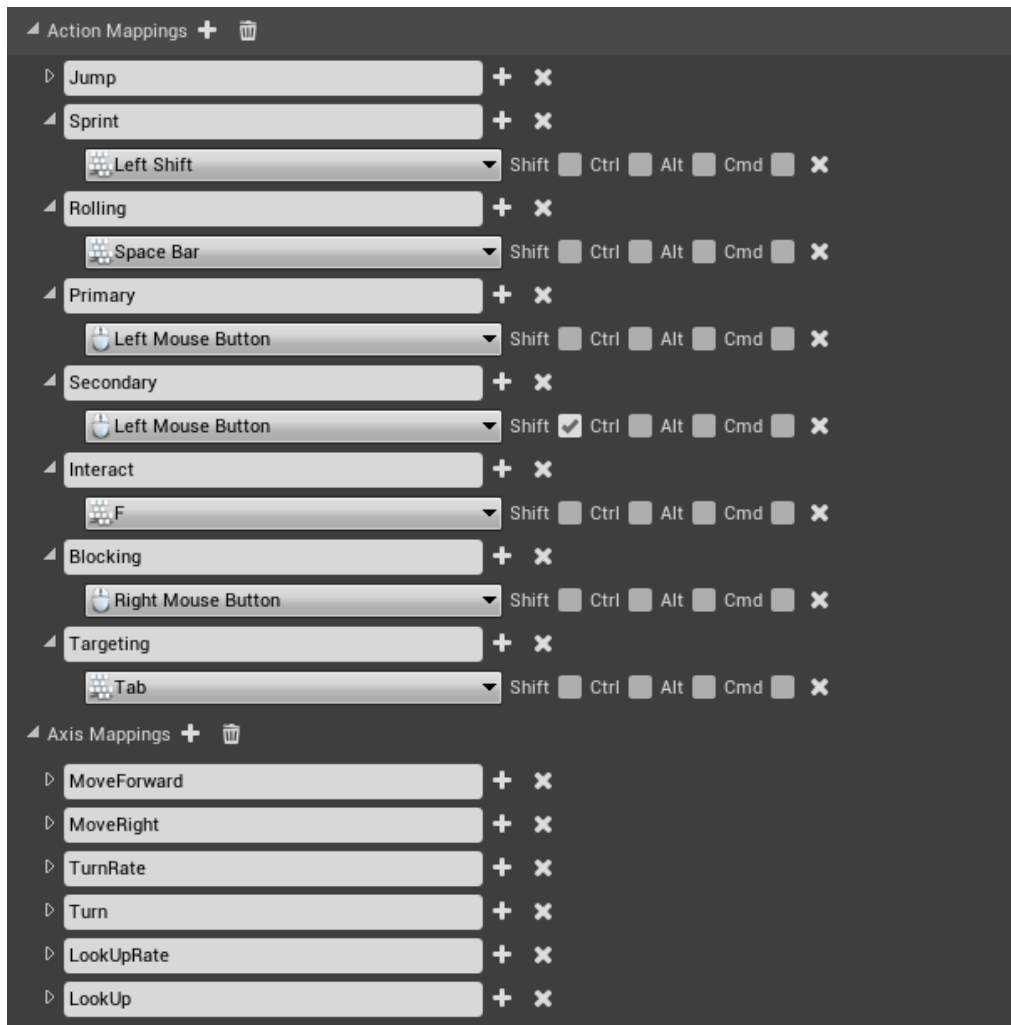 Action Mappings
Jump
Sprint
Left Shift Shift Ctrl Alt Cmd
Rolling
Space Bar Shift Ctrl Alt Cmd
Primary
Left Mouse Button Shift Ctrl Alt Cmd
Secondary
Left Mouse Button Shift Ctrl Alt Cmd
Interact
F Shift Ctrl Alt Cmd
Blocking
Right Mouse Button Shift Ctrl Alt Cmd
Targeting
Tab Shift Ctrl Alt Cmd
Axis Mappings
MoveForward
MoveRight
TurnRate
Turn
LookUpRate
LookUp